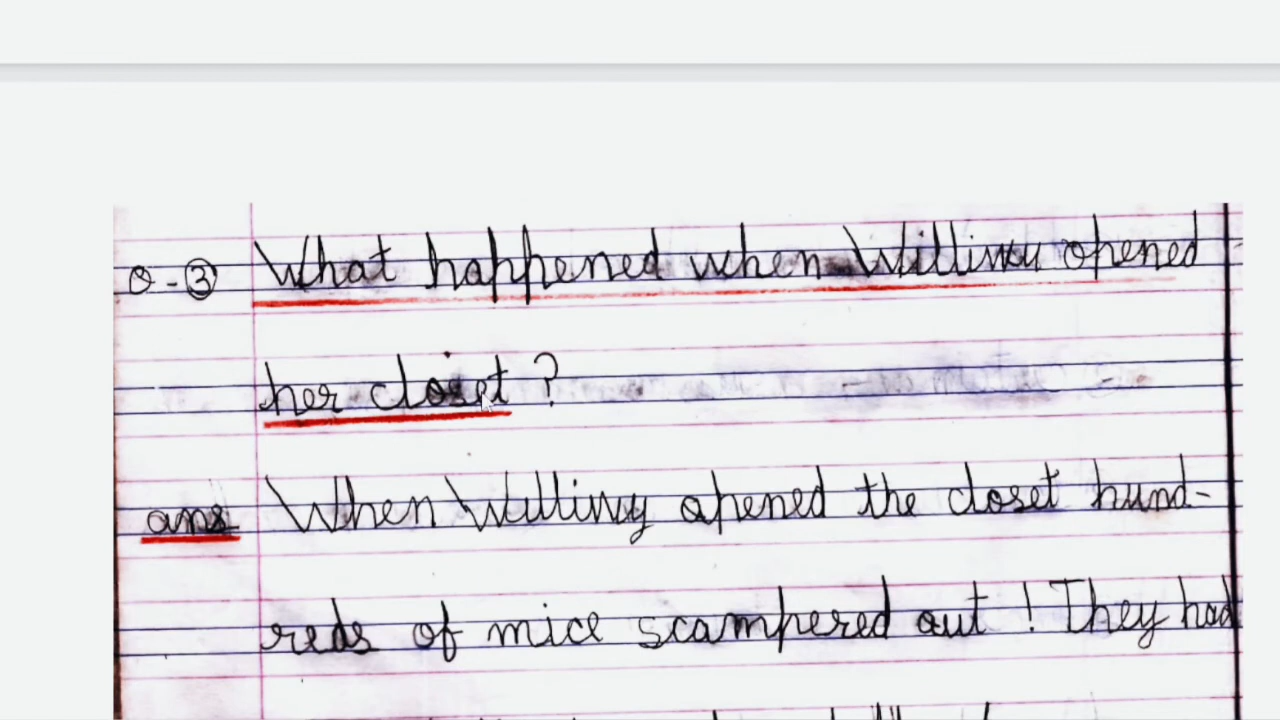 Q-③ What happened when Willimu opened
her closet ?
ans When Willimy opened the closet hund-
reds of mice scampered out ! They had